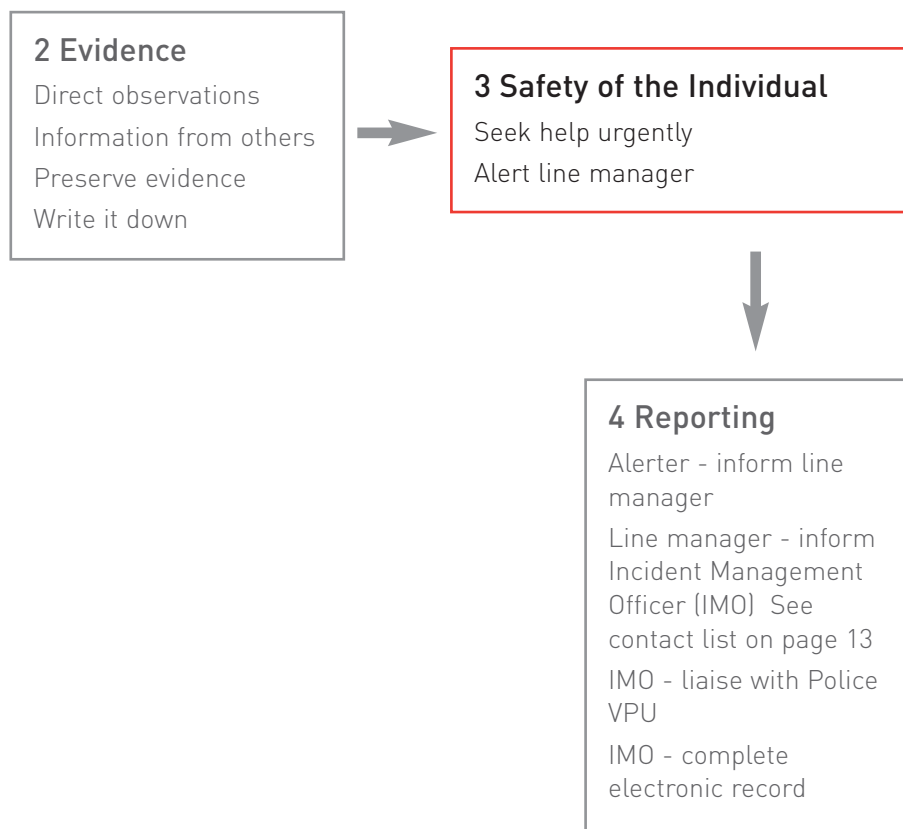 2 Evidence
Direct observations
Information from others
Preserve evidence
Write it down
3 Safety of the Individual
Seek help urgently
Alert line manager
4 Reporting
Alerter - inform line
manager
Line manager - inform
Incident Management
Officer (IMO)  See
contact list on page 13
IMO - liaise with Police
VPU
IMO - complete
electronic record